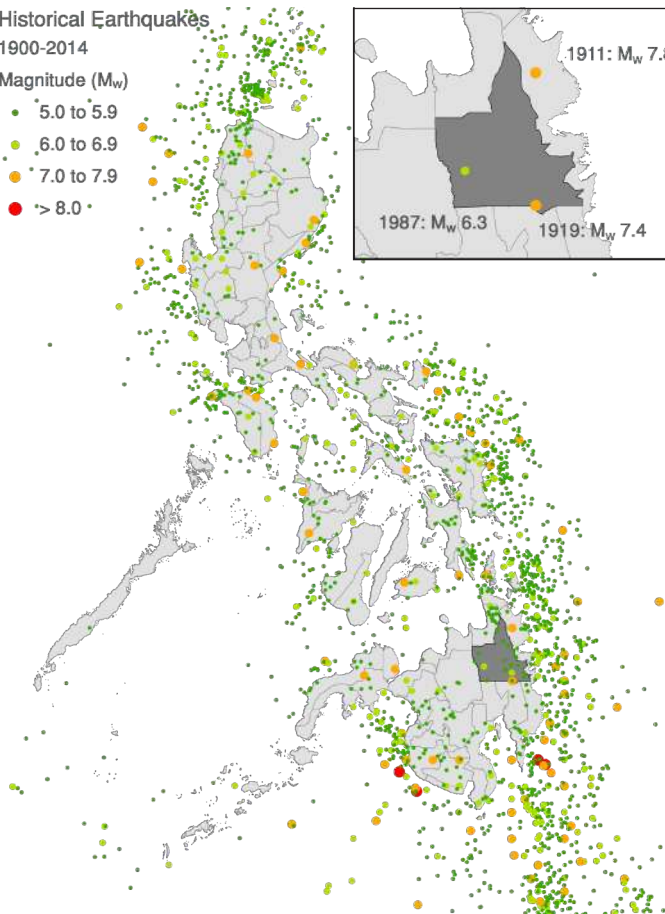 Historical Earthquakes
1900-2014
Magnitude (Mw)
5.0 to 5.9
6.0 to 6.9
7.0 to 7.9
> 8.0
1911: Mw 7.8
1987: Mw 6.3
1919: Mw 7.4